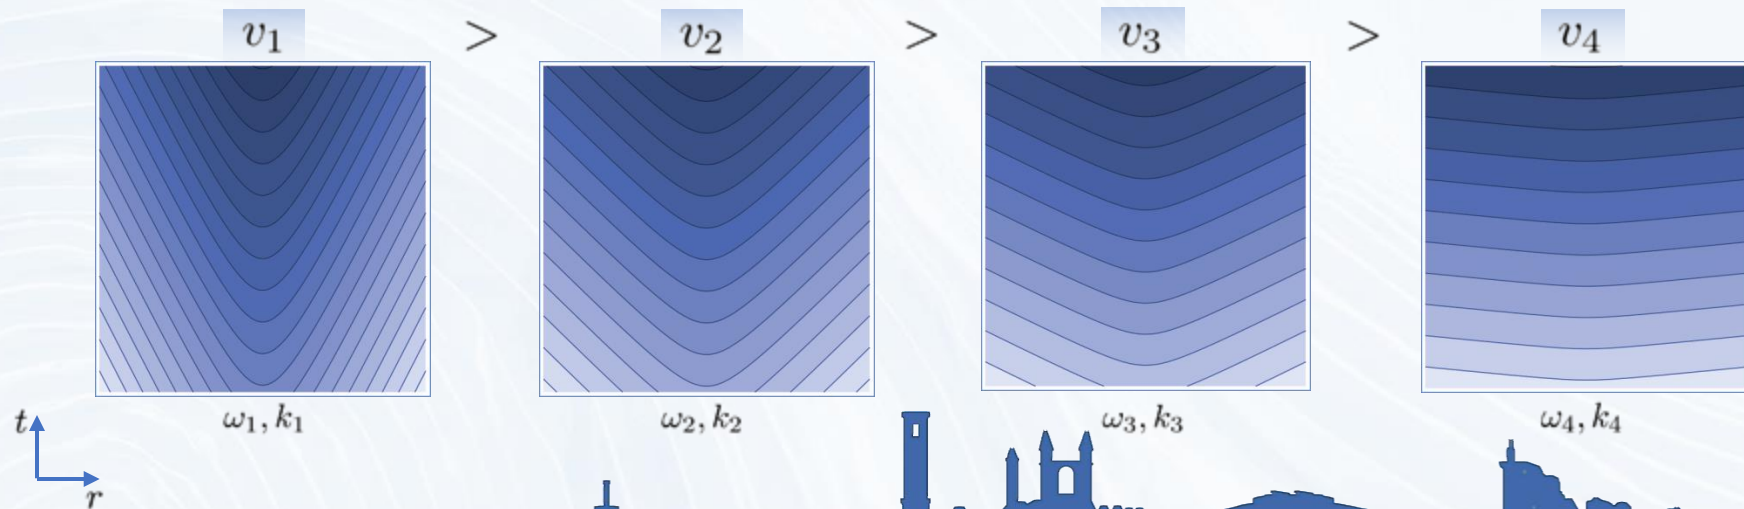 v₁ > v₂ > v₃ > v₄
ω₁, k₁ ω₂, k₂ ω₃, k₃ ω₄, k₄
t
r